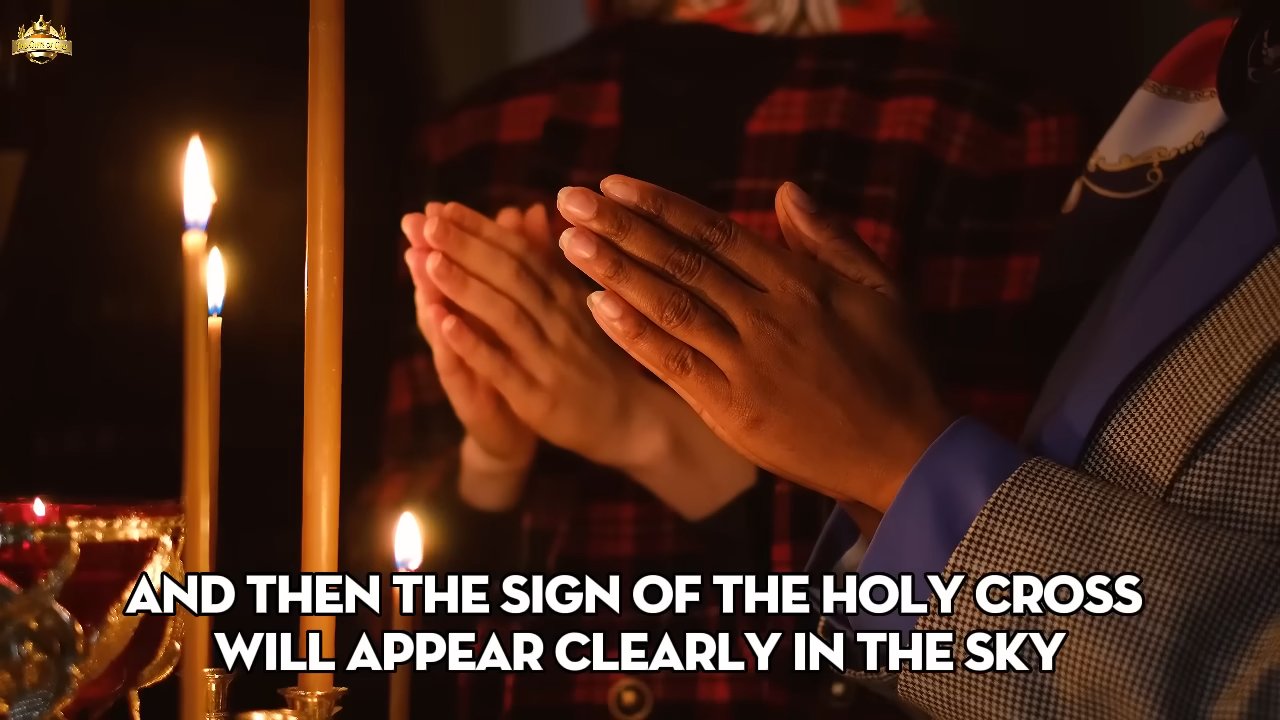 AND THEN THE SIGN OF THE HOLY CROSS
WILL APPEAR CLEARLY IN THE SKY